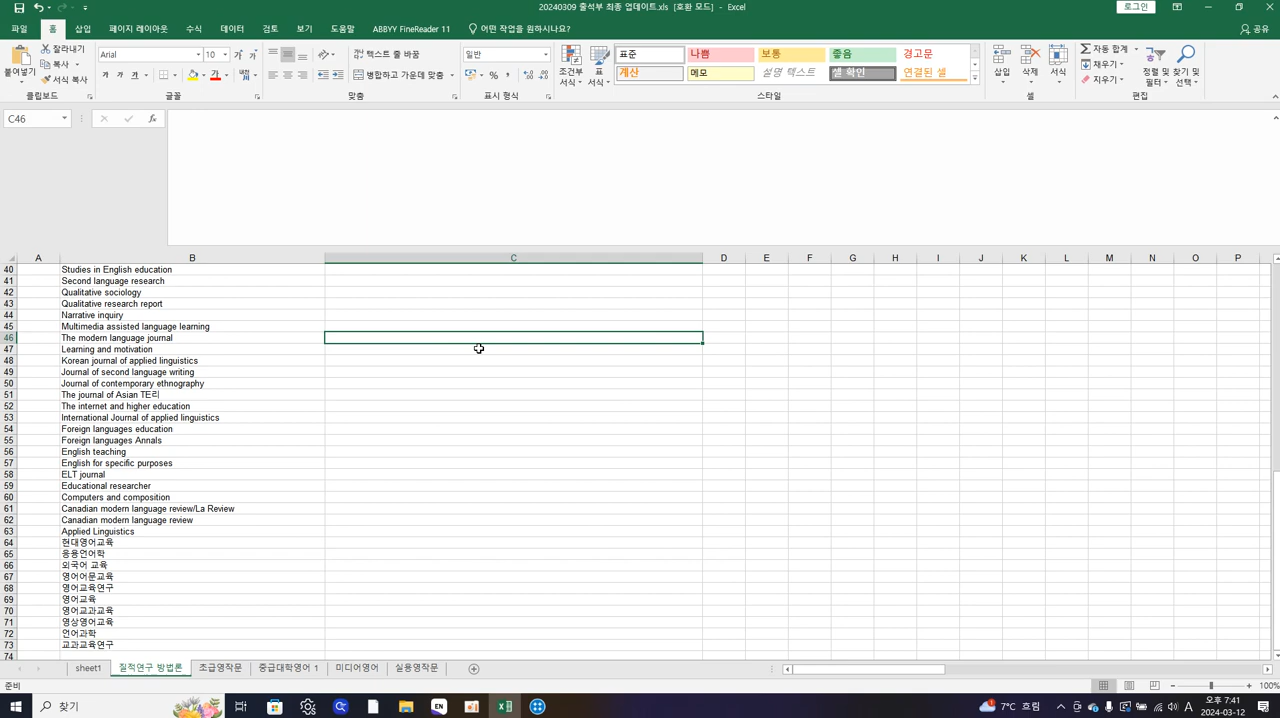 20240309 출석부 최종 업데이트.xls [호환 모드] - Excel
로그인
파일 홈 삽입 페이지 레이아웃 수식 데이터 검토 보기 도움말 ABBYY FineReader 11 어떤 작업을 원하시나요? 공유
붙여넣기
잘라내기
복사
서식 복사
클립보드
Arial 10
가 가 가 가 가 가
글꼴
텍스트 줄 바꿈
병합하고 가운데 맞춤
맞춤
일반
% ,
표시 형식
조건부 서식
표 서식
표준 나쁨 보통 좋음 경고문
계산 메모 설명 텍스트 셀 확인 연결된 셀
스타일
삽입 삭제 서식
셀
자동 합계
채우기
지우기
정렬 및 필터
찾기 및 선택
편집
C46 fx
A B C D E F G H I J K L M N O P
40 Studies in English education
41 Second language research
42 Qualitative sociology
43 Qualitative research report
44 Narrative inquiry
45 Multimedia assisted language learning
46 The modern language journal
47 Learning and motivation
48 Korean journal of applied linguistics
49 Journal of second language writing
50 Journal of contemporary ethnography
51 The journal of Asian TE리
52 The internet and higher education
53 International Journal of applied linguistics
54 Foreign languages education
55 Foreign languages Annals
56 English teaching
57 English for specific purposes
58 ELT journal
59 Educational researcher
60 Computers and composition
61 Canadian modern language review/La Review
62 Canadian modern language review
63 Applied Linguistics
64 현대영어교육
65 응용언어학
66 외국어 교육
67 영어어문교육
68 영어교육연구
69 영어교육
70 영어교과교육
71 영상영어교육
72 언어과학
73 교과교육연구
74
sheet1 질적연구 방법론 초급영작문 중급대학영어 1 미디어영어 실용영작문
준비 100%
찾기
EN
7°C 흐림
A
오후 7:41
2024-03-12